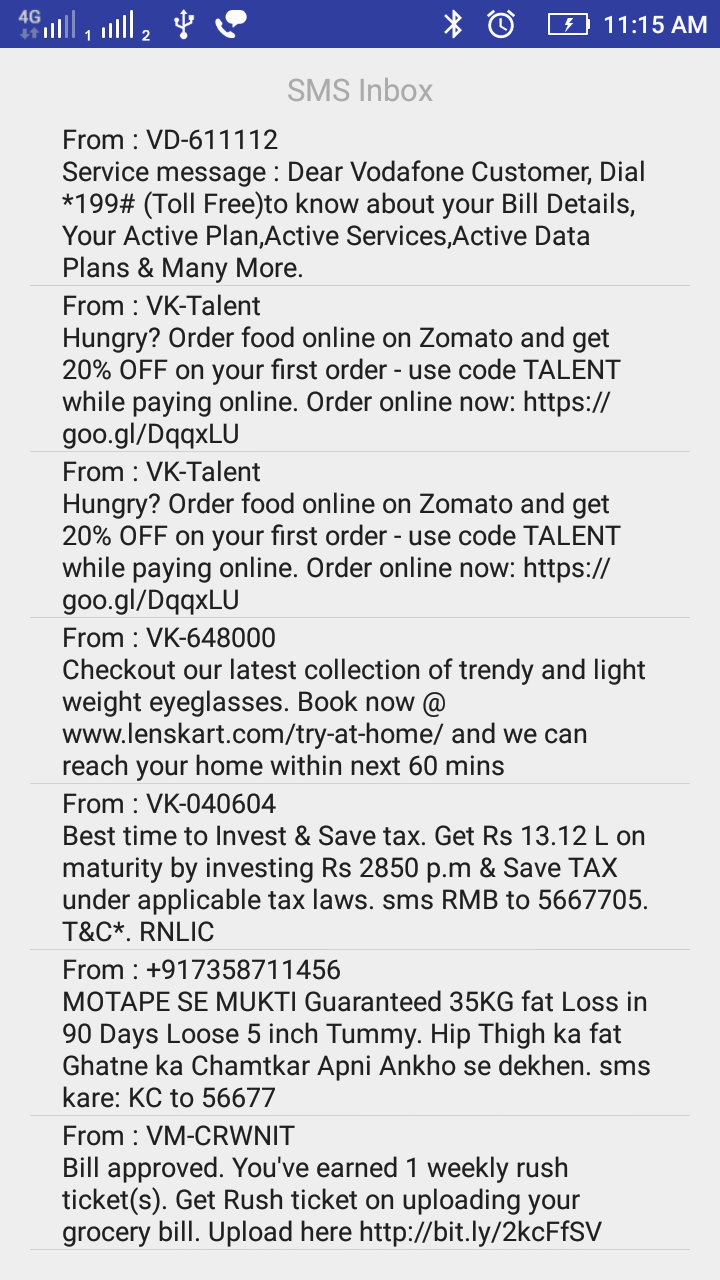 4G 1 2 11:15 AM
SMS Inbox
From : VD-611112
Service message : Dear Vodafone Customer, Dial
*199# (Toll Free)to know about your Bill Details,
Your Active Plan,Active Services,Active Data
Plans & Many More.
From : VK-Talent
Hungry? Order food online on Zomato and get
20% OFF on your first order - use code TALENT
while paying online. Order online now: https://
goo.gl/DqqxLU
From : VK-Talent
Hungry? Order food online on Zomato and get
20% OFF on your first order - use code TALENT
while paying online. Order online now: https://
goo.gl/DqqxLU
From : VK-648000
Checkout our latest collection of trendy and light
weight eyeglasses. Book now @
www.lenskart.com/try-at-home/ and we can
reach your home within next 60 mins
From : VK-040604
Best time to Invest & Save tax. Get Rs 13.12 L on
maturity by investing Rs 2850 p.m & Save TAX
under applicable tax laws. sms RMB to 5667705.
T&C*. RNLIC
From : +917358711456
MOTAPE SE MUKTI Guaranteed 35KG fat Loss in
90 Days Loose 5 inch Tummy. Hip Thigh ka fat
Ghatne ka Chamtkar Apni Ankho se dekhen. sms
kare: KC to 56677
From : VM-CRWNIT
Bill approved. You've earned 1 weekly rush
ticket(s). Get Rush ticket on uploading your
grocery bill. Upload here http://bit.ly/2kcFfSV